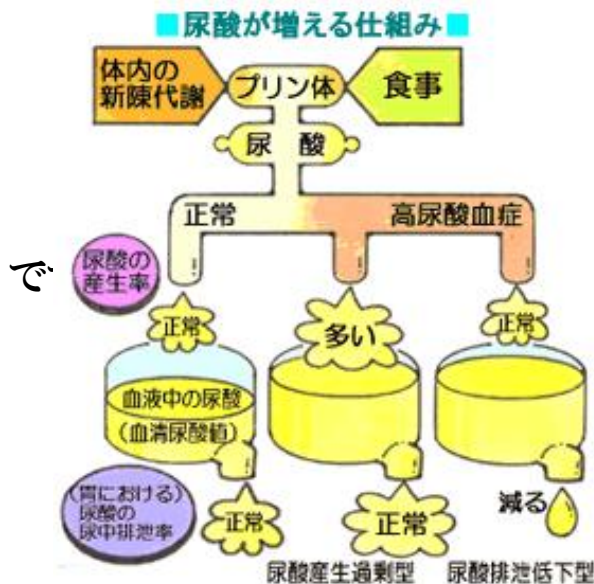 ■尿酸が増える仕組み■
体内の
新陳代謝
プリン体
食事
尿 酸
正常
高尿酸血症
で
尿酸の
産生率
正常
多い
正常
血液中の尿酸
(血清尿酸値)
(胃における)
尿酸の
尿中排泄率
正常
正常
減る
尿酸産生過剰型
尿酸排泄低下型